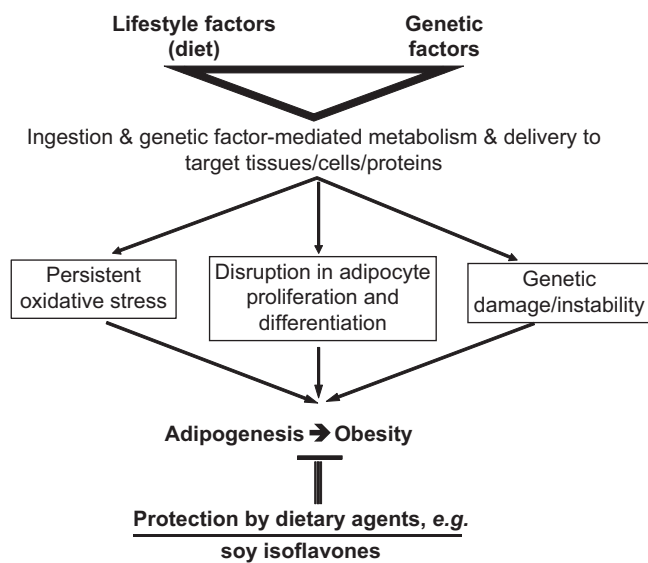 Lifestyle factors
(diet)
Genetic
factors
Ingestion & genetic factor-mediated metabolism & delivery to
target tissues/cells/proteins
Persistent
oxidative stress
Disruption in adipocyte
proliferation and
differentiation
Genetic
damage/instability
Adipogenesis ➔ Obesity
Protection by dietary agents, e.g.
soy isoflavones